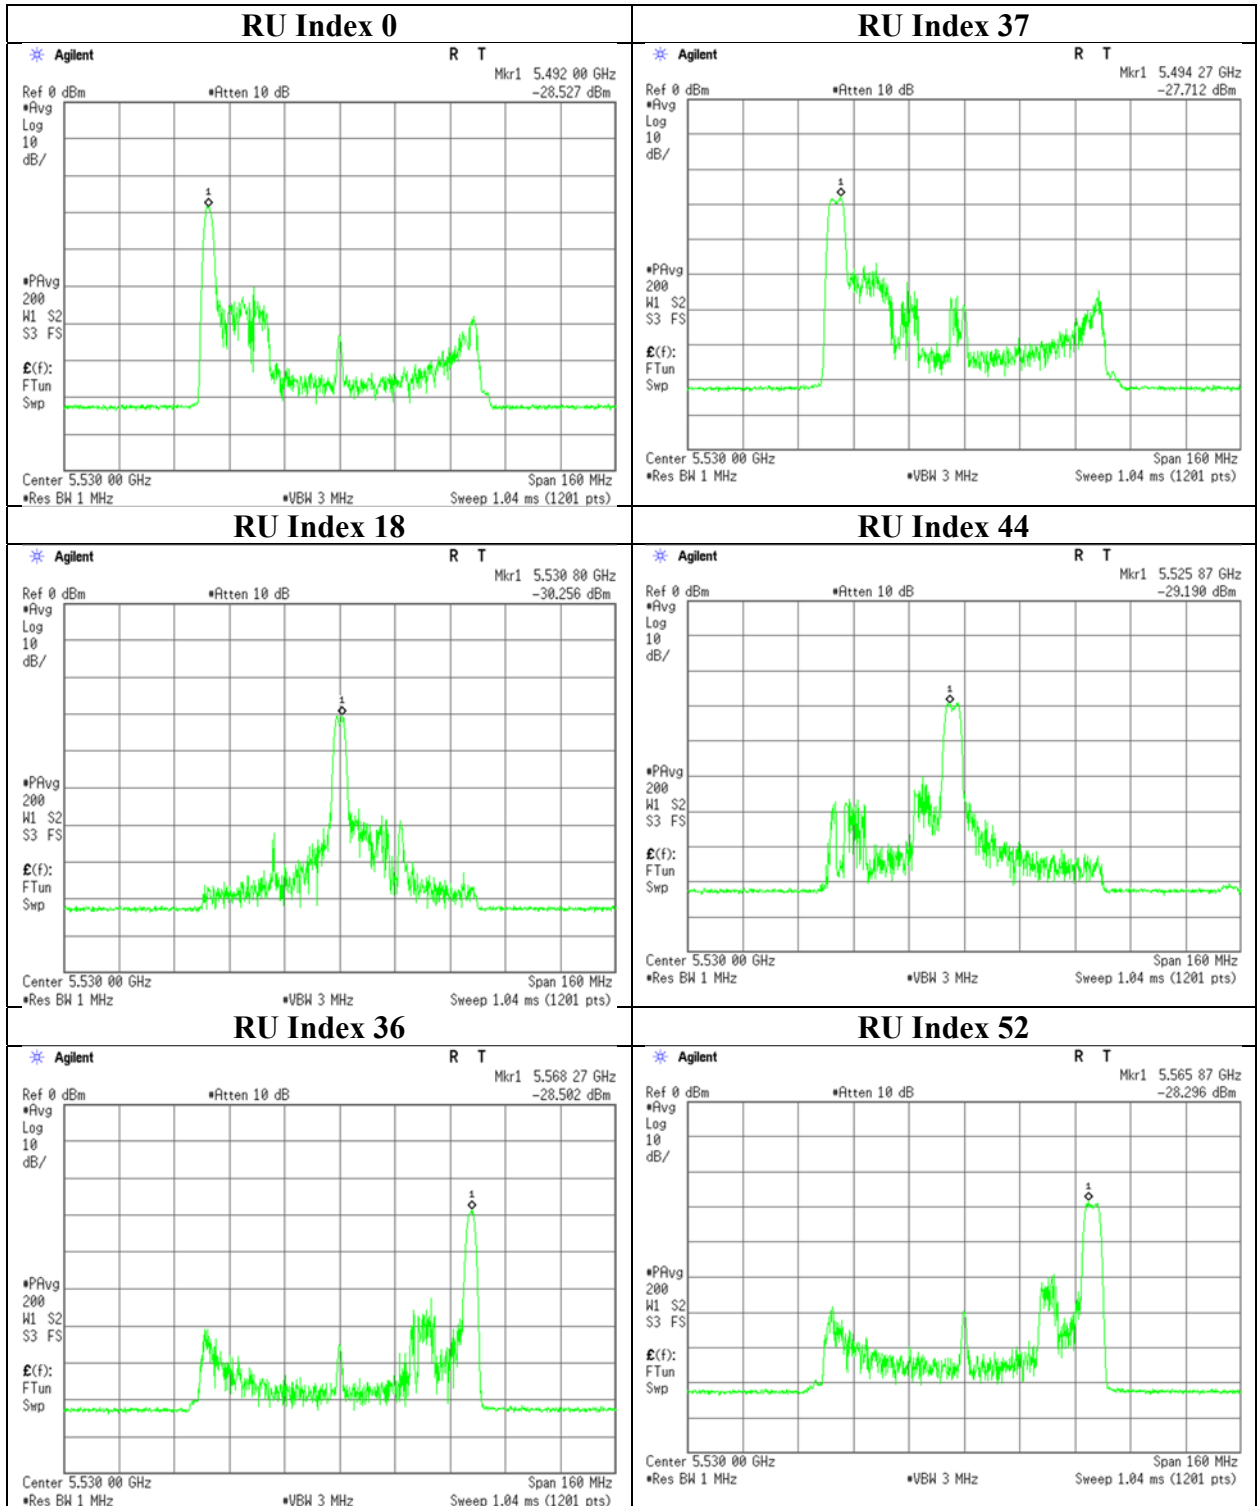 RU Index 0
Agilent
R T
Mkr1 5.492 00 GHz
Ref 0 dBm
#Atten 10 dB
-28.527 dBm
#Avg
Log
10
dB/
1
#PAvg
200
W1 S2
S3 FS
£(f):
FTun
Swp
Center 5.530 00 GHz
Span 160 MHz
#Res BW 1 MHz
#VBW 3 MHz
Sweep 1.04 ms (1201 pts)
RU Index 37
Agilent
R T
Mkr1 5.494 27 GHz
Ref 0 dBm
#Atten 10 dB
-27.712 dBm
#Avg
Log
10
dB/
1
#PAvg
200
W1 S2
S3 FS
£(f):
FTun
Swp
Center 5.530 00 GHz
Span 160 MHz
#Res BW 1 MHz
#VBW 3 MHz
Sweep 1.04 ms (1201 pts)
RU Index 18
Agilent
R T
Mkr1 5.530 80 GHz
Ref 0 dBm
#Atten 10 dB
-30.256 dBm
#Avg
Log
10
dB/
1
#PAvg
200
W1 S2
S3 FS
£(f):
FTun
Swp
Center 5.530 00 GHz
Span 160 MHz
#Res BW 1 MHz
#VBW 3 MHz
Sweep 1.04 ms (1201 pts)
RU Index 44
Agilent
R T
Mkr1 5.525 87 GHz
Ref 0 dBm
#Atten 10 dB
-29.190 dBm
#Avg
Log
10
dB/
1
#PAvg
200
W1 S2
S3 FS
£(f):
FTun
Swp
Center 5.530 00 GHz
Span 160 MHz
#Res BW 1 MHz
#VBW 3 MHz
Sweep 1.04 ms (1201 pts)
RU Index 36
Agilent
R T
Mkr1 5.568 27 GHz
Ref 0 dBm
#Atten 10 dB
-28.502 dBm
#Avg
Log
10
dB/
1
#PAvg
200
W1 S2
S3 FS
£(f):
FTun
Swp
Center 5.530 00 GHz
Span 160 MHz
#Res BW 1 MHz
#VBW 3 MHz
Sweep 1.04 ms (1201 pts)
RU Index 52
Agilent
R T
Mkr1 5.565 87 GHz
Ref 0 dBm
#Atten 10 dB
-28.296 dBm
#Avg
Log
10
dB/
1
#PAvg
200
W1 S2
S3 FS
£(f):
FTun
Swp
Center 5.530 00 GHz
Span 160 MHz
#Res BW 1 MHz
#VBW 3 MHz
Sweep 1.04 ms (1201 pts)